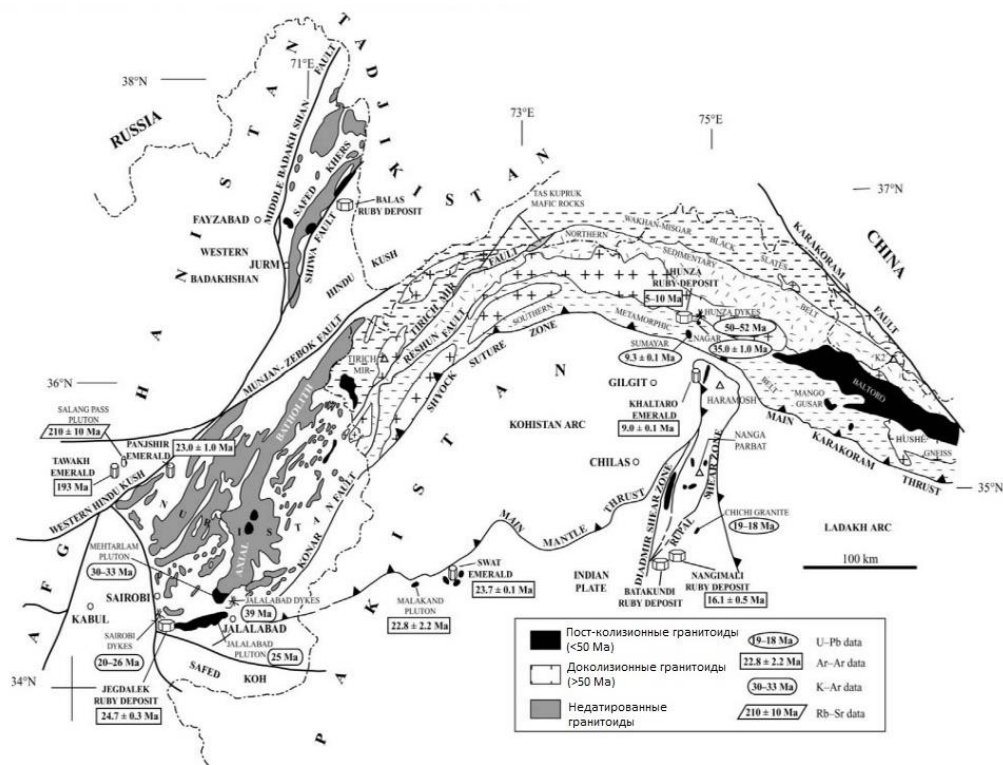 38°N
71°E
MIDDLE BADAKH SHAN FAULT
TADJIKISTAN
RUSSIA
AFGHANISTAN
SAFED KHERS
SHIWA FAULT
BALAS
RUBY DEPOSIT
FAYZABAD
WESTERN
BADAKHSHAN
JURM
73°E
75°E
37°N
TAS KUPRUK
MAFIC ROCKS
WAKHAN-MISGAR BLACK SLATES
NORTHERN SEDIMENTARY BELT
KARAKORAM FAULT
CHINA
HINDU KUSH
MUNJAN-ZEBOK FAULT
TIRICH MIR FAULT
RESHUN FAULT
TIRICH
MIR
SHYOCK SUTURE ZONE
SOUTHERN METAMORPHIC BELT
HUNZA
RUBY DEPOSIT
5–10 Ma
HUNZA DYKES
50–52 Ma
NAGAR
35.0 ± 1.0 Ma
SUMAYAR
9.3 ± 0.1 Ma
K2
BALTORO
MANGO
GUSAR
HUSHE
GNEISS
MAIN KARAKORAM THRUST
36°N
35°N
SALANG PASS
PLUTON
210 ± 10 Ma
PANJSHIR
EMERALD
23.0 ± 1.0 Ma
TAWAKH
EMERALD
193 Ma
WESTERN HINDU KUSH
NURISTAN
AXIAL BATHOLITH
KONAR FAULT
GILGIT
KHALTARO
EMERALD
9.0 ± 0.1 Ma
HARAMOSH
KOHISTAN ARC
NANGA
PARBAT
CHILAS
PAKISTAN
MAIN MANTLE THRUST
DIAMIR SHEAR ZONE
RUPAL SHEAR ZONE
CHICHI GRANITE
19–18 Ma
LADAKH ARC
100 km
INDIAN
PLATE
BATAKUNDI
RUBY DEPOSIT
NANGIMALI
RUBY DEPOSIT
16.1 ± 0.5 Ma
MEHTARLAM
PLUTON
30–33 Ma
SAIROBI
KABUL
SAIROBI
DYKES
20–26 Ma
JALALABAD DYKES
39 Ma
JALALABAD
JALALABAD
PLUTON
25 Ma
SWAT
EMERALD
23.7 ± 0.1 Ma
MALAKAND
PLUTON
22.8 ± 2.2 Ma
34°N
JEGDALEK
RUBY DEPOSIT
24.7 ± 0.3 Ma
SAFED
KOH
Пост-колизионные гранитоиды
(<50 Ma)
Доколизионные гранитоиды
(>50 Ma)
Недатированные
гранитоиды
19–18 Ma U–Pb data
22.8 ± 2.2 Ma Ar–Ar data
30–33 Ma K–Ar data
210 ± 10 Ma Rb–Sr data